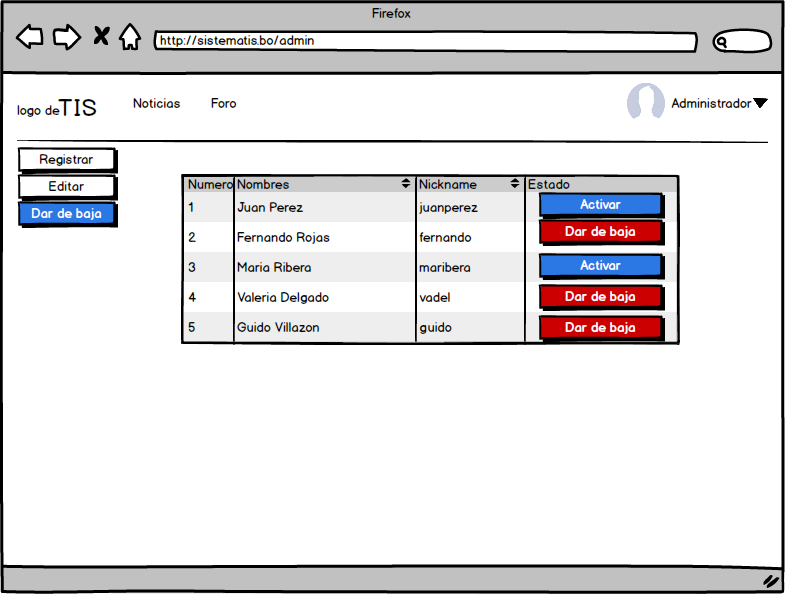 Firefox
http://sistematis.bo/admin
logo deTIS Noticias Foro Administrador
Registrar
Editar
Dar de baja
Numero Nombres Nickname Estado
1 Juan Perez juanperez Activar
2 Fernando Rojas fernando Dar de baja
3 Maria Ribera maribera Activar
4 Valeria Delgado vadel Dar de baja
5 Guido Villazon guido Dar de baja